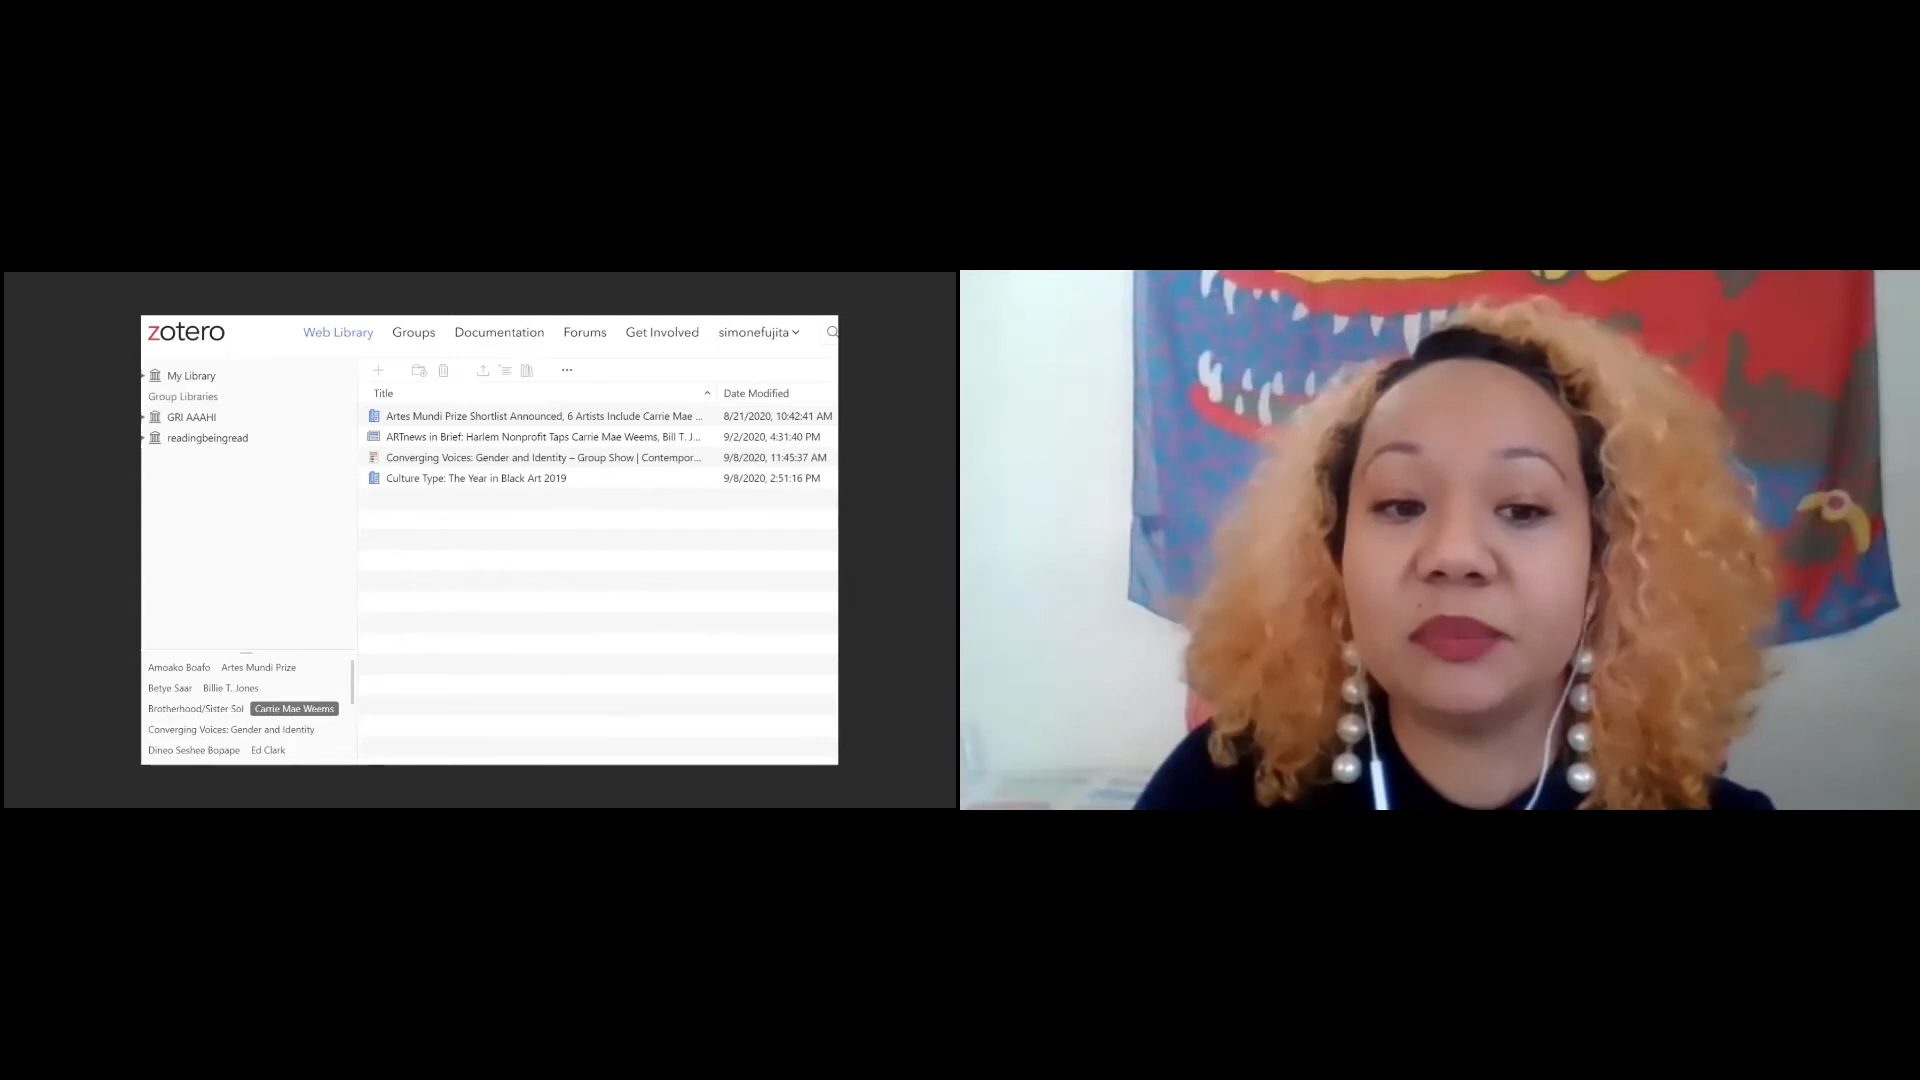 zotero Web Library Groups Documentation Forums Get Involved simonefujita
My Library
Group Libraries
GRI AAAHI
readingbeingread
Title Date Modified
Artes Mundi Prize Shortlist Announced, 6 Artists Include Carrie Mae ... 8/21/2020, 10:42:41 AM
ARTnews in Brief: Harlem Nonprofit Taps Carrie Mae Weems, Bill T. J... 9/2/2020, 4:31:40 PM
Converging Voices: Gender and Identity – Group Show | Contempor... 9/8/2020, 11:45:37 AM
Culture Type: The Year in Black Art 2019 9/8/2020, 2:51:16 PM
Amoako Boafo Artes Mundi Prize
Betye Saar Billie T. Jones
Brotherhood/Sister Sol Carrie Mae Weems
Converging Voices: Gender and Identity
Dineo Seshee Bopape Ed Clark